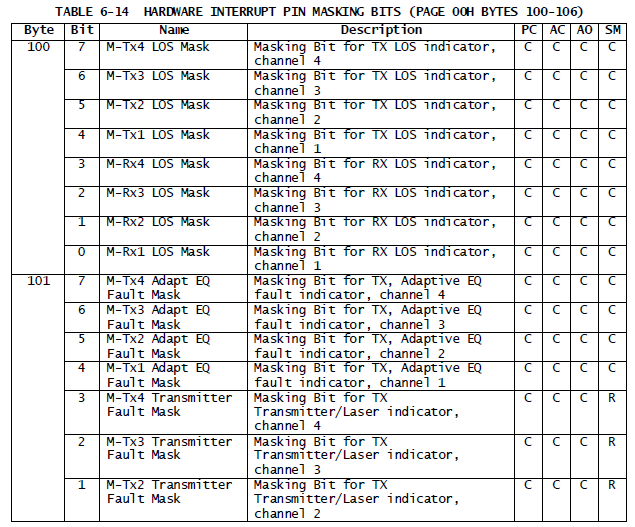 TABLE 6-14 HARDWARE INTERRUPT PIN MASKING BITS (PAGE 00H BYTES 100-106)
Byte Bit Name Description PC AC AO SM
100 7 M-Tx4 LOS Mask Masking Bit for TX LOS indicator, C C C C
channel 4
6 M-Tx3 LOS Mask Masking Bit for TX LOS indicator, C C C C
channel 3
5 M-Tx2 LOS Mask Masking Bit for TX LOS indicator, C C C C
channel 2
4 M-Tx1 LOS Mask Masking Bit for TX LOS indicator, C C C C
channel 1
3 M-Rx4 LOS Mask Masking Bit for RX LOS indicator, C C C C
channel 4
2 M-Rx3 LOS Mask Masking Bit for RX LOS indicator, C C C C
channel 3
1 M-Rx2 LOS Mask Masking Bit for RX LOS indicator, C C C C
channel 2
0 M-Rx1 LOS Mask Masking Bit for RX LOS indicator, C C C C
channel 1
101 7 M-Tx4 Adapt EQ Masking Bit for TX, Adaptive EQ C C C C
Fault Mask fault indicator, channel 4
6 M-Tx3 Adapt EQ Masking Bit for TX, Adaptive EQ C C C C
Fault Mask fault indicator, channel 3
5 M-Tx2 Adapt EQ Masking Bit for TX, Adaptive EQ C C C C
Fault Mask fault indicator, channel 2
4 M-Tx1 Adapt EQ Masking Bit for TX, Adaptive EQ C C C C
Fault Mask fault indicator, channel 1
3 M-Tx4 Transmitter Masking Bit for TX C C C R
Fault Mask Transmitter/Laser indicator,
channel 4
2 M-Tx3 Transmitter Masking Bit for TX C C C R
Fault Mask Transmitter/Laser indicator,
channel 3
1 M-Tx2 Transmitter Masking Bit for TX C C C R
Fault Mask Transmitter/Laser indicator,
channel 2